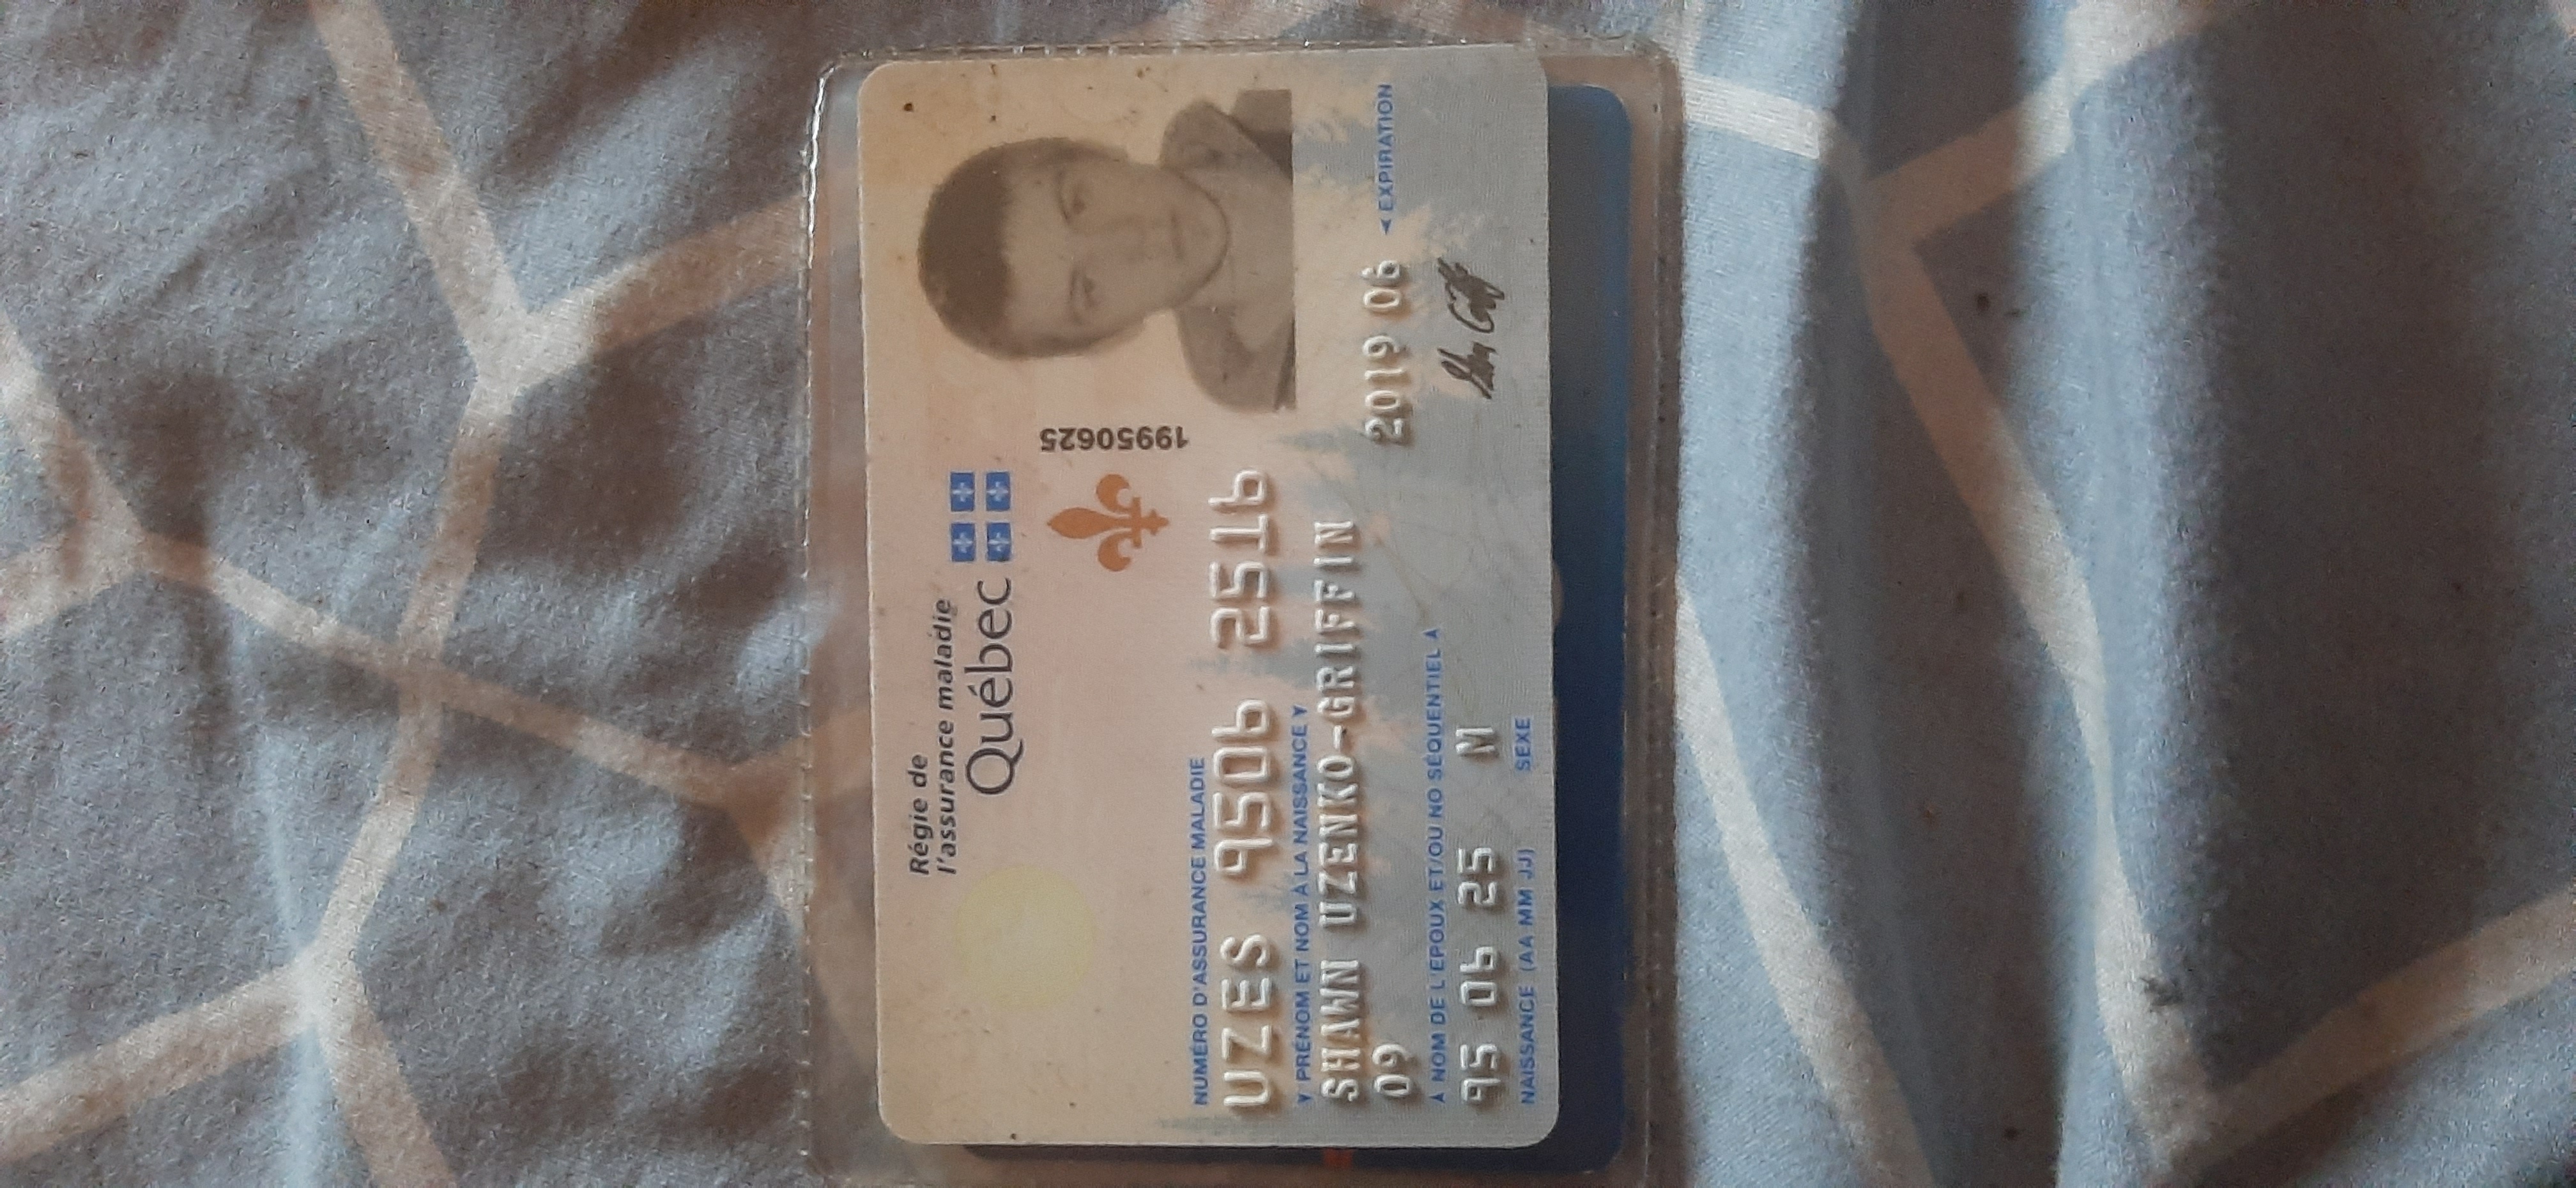 Régie de
l'assurance maladie
Québec
19950625
NUMÉRO D'ASSURANCE MALADIE
UZES 9506 2516
PRÉNOM ET NOM À LA NAISSANCE
SHAWN UZENKO-GRIFFIN
09
2019 06 EXPIRATION
NOM DE L'ÉPOUX ET/OU NO SÉQUENTIEL
95 06 25 M
NAISSANCE (AA MM JJ) SEXE